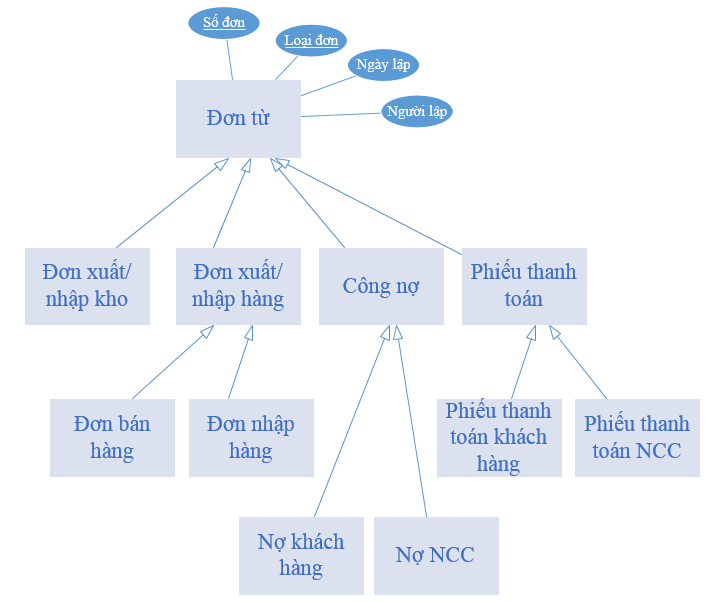 Số đơn
Loại đơn
Ngày lập
Người lập
Đơn từ
Đơn xuất/
nhập kho
Đơn xuất/
nhập hàng
Công nợ
Phiếu thanh
toán
Đơn bán
hàng
Đơn nhập
hàng
Phiếu thanh
toán khách
hàng
Phiếu thanh
toán NCC
Nợ khách
hàng
Nợ NCC